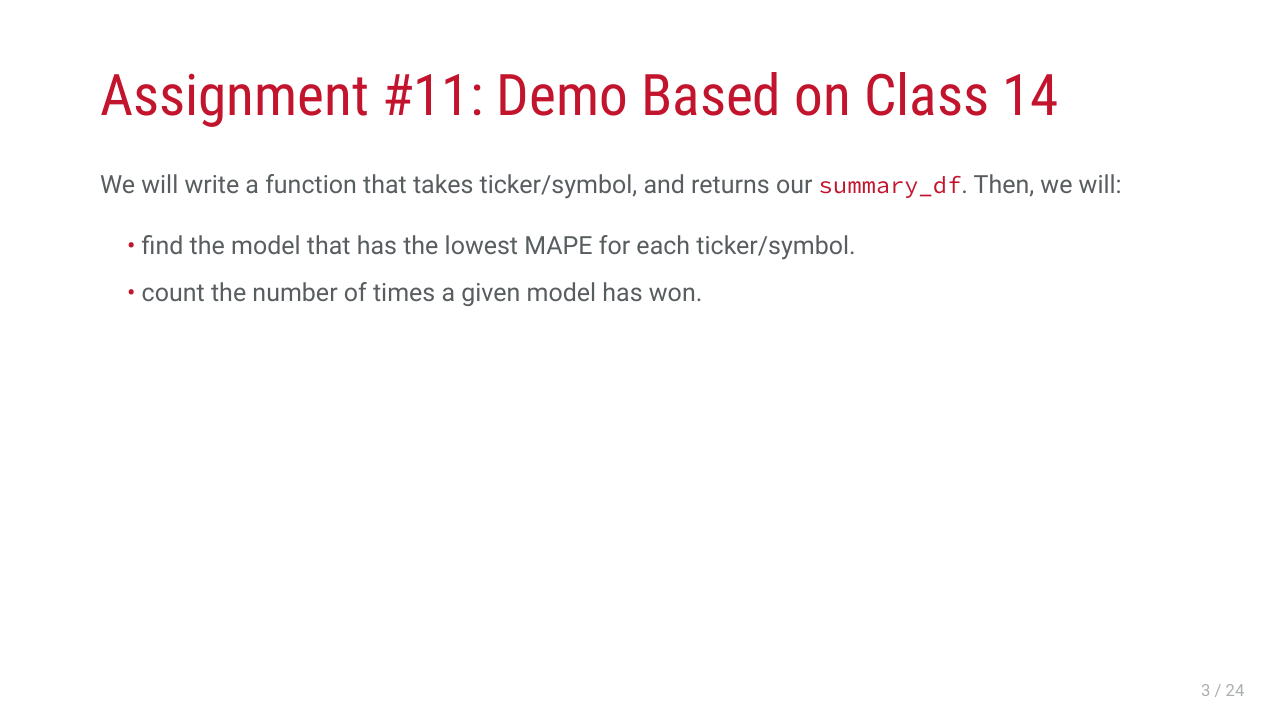 Assignment #11: Demo Based on Class 14
We will write a function that takes ticker/symbol, and returns our summary_df. Then, we will:
• find the model that has the lowest MAPE for each ticker/symbol.
• count the number of times a given model has won.
3 / 24